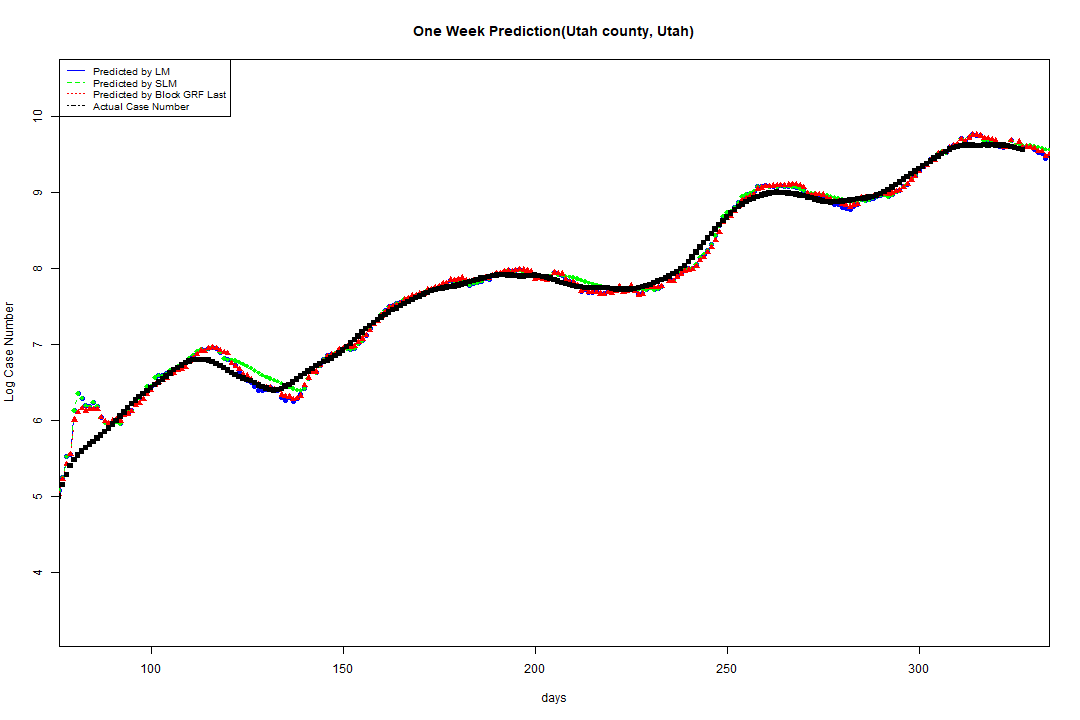 One Week Prediction(Utah county, Utah)
Predicted by LM
Predicted by SLM
Predicted by Block GRF Last
Actual Case Number
10
9
8
7
6
5
4
Log Case Number
100 150 200 250 300
days